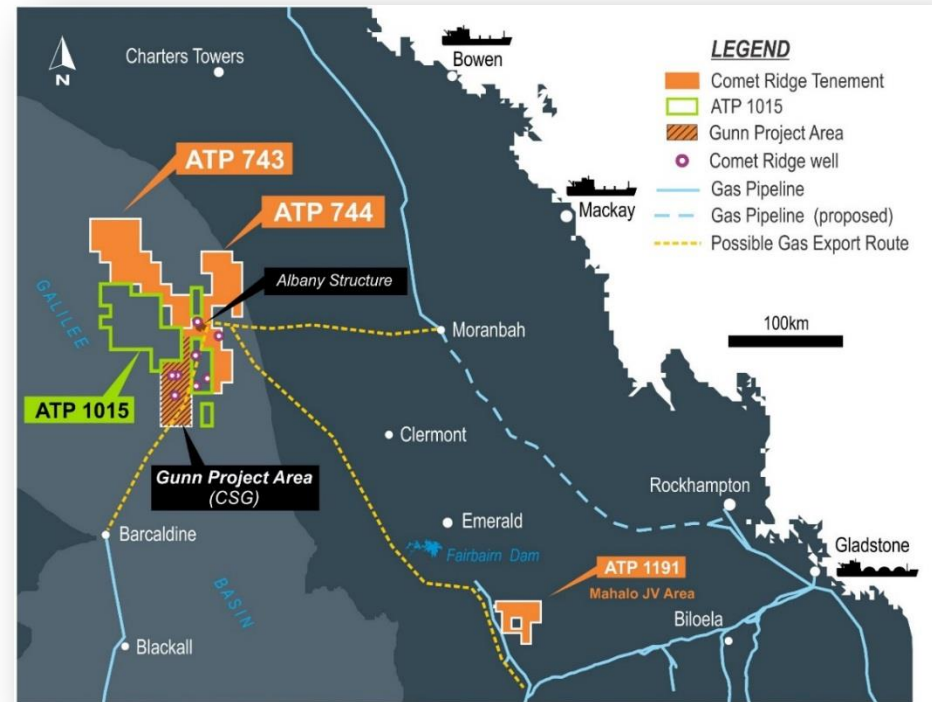 N
Charters Towers
Bowen
LEGEND
Comet Ridge Tenement
ATP 1015
Gunn Project Area
Comet Ridge well
Gas Pipeline
Gas Pipeline (proposed)
Possible Gas Export Route
ATP 743
ATP 744
Mackay
Albany Structure
GALILEE
Moranbah
100km
ATP 1015
Clermont
Gunn Project Area
(CSG)
Rockhampton
Barcaldine
Emerald
Fairbairn Dam
Gladstone
ATP 1191
Mahalo JV Area
BASIN
Biloela
Blackall